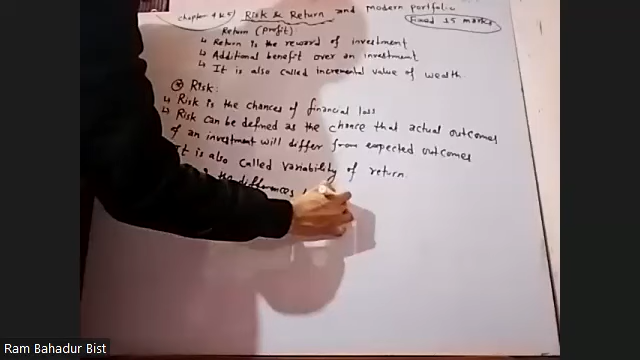 chapter 4 & 5) Risk & Return and modern portfolio
Fixed 15 marks
Return (profit):
↳ Return is the reward of investment
↳ Additional benefit over an investment
↳ It is also called incremental value of wealth.
Risk:
↳ Risk is the chances of financial loss
↳ Risk can be defined as the chance that actual outcomes
of an investment will differ from expected outcomes
It is also called variability of return.
the differences
Ram Bahadur Bist